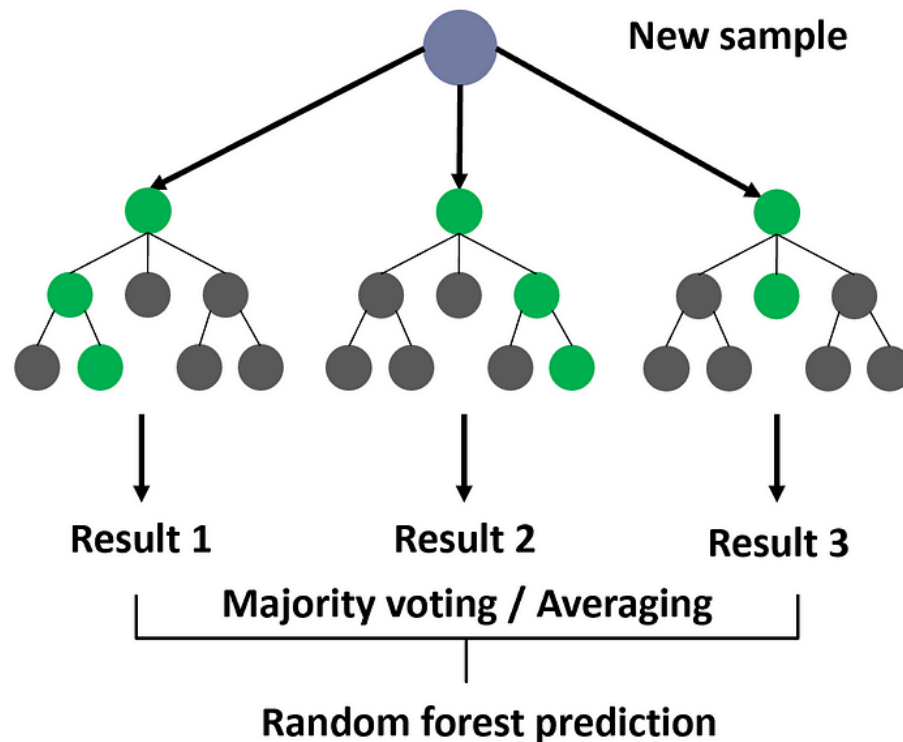 New sample
Result 1
Result 2
Result 3
Majority voting / Averaging
Random forest prediction